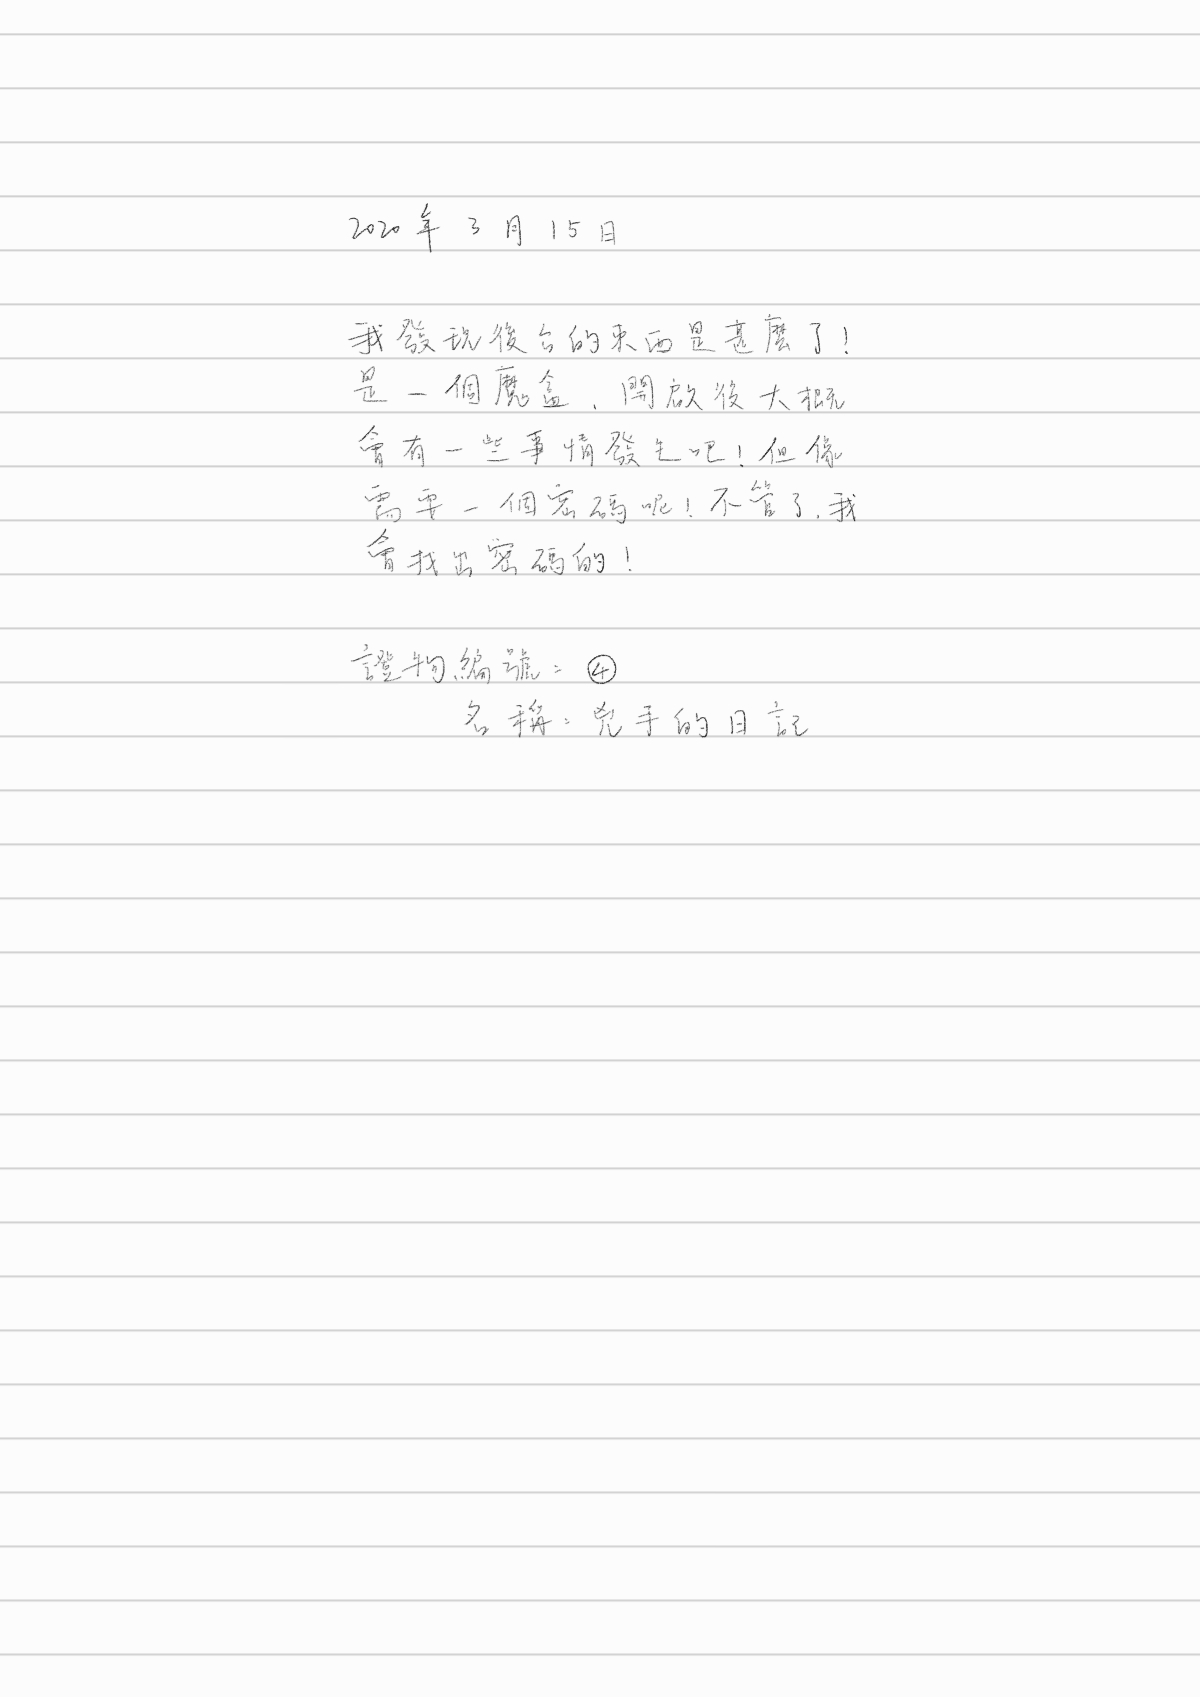 2020年3月15日
我發現後台的東西是甚麼了!
是一個魔盒,開啟後大概
會有一些事情發生吧!但像
需要一個密碼呢!不管了,我
會找出密碼的!
證物編號:④
名稱:兇手的日記